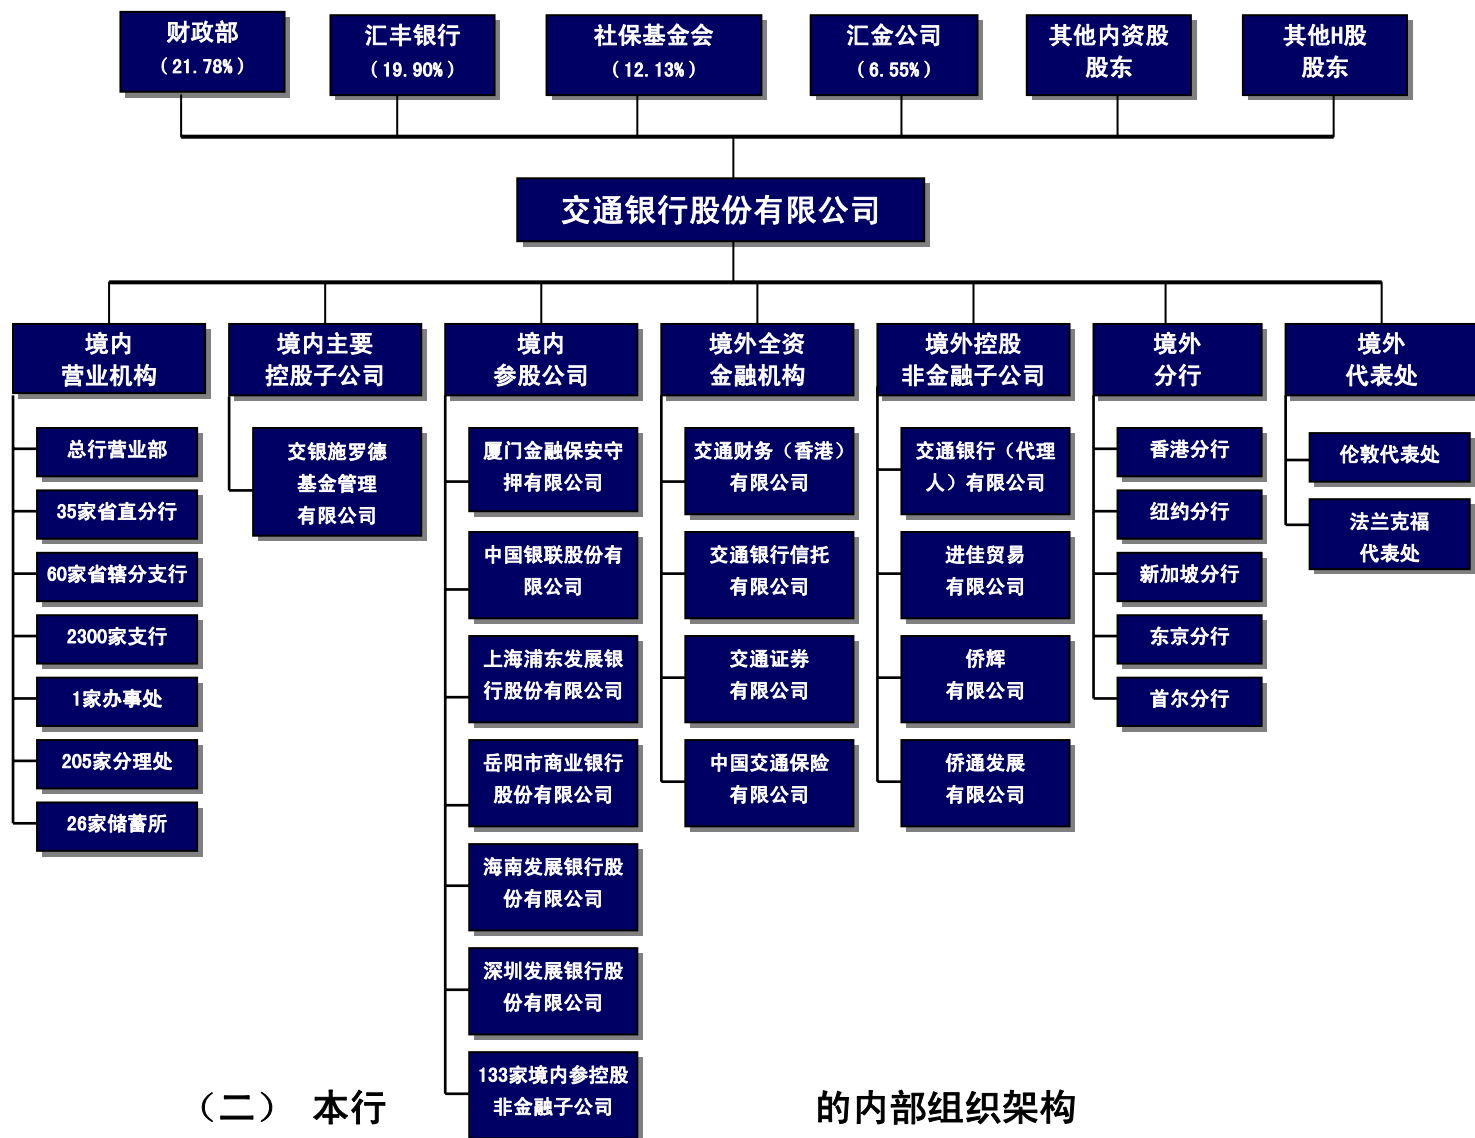 财政部
（21.78%）
汇丰银行
（19.90%）
社保基金会
（12.13%）
汇金公司
（6.55%）
其他内资股
股东
其他H股
股东
交通银行股份有限公司
境内
营业机构
总行营业部
35家省直分行
60家省辖分支行
2300家支行
1家办事处
205家分理处
26家储蓄所
境内主要
控股子公司
交银施罗德
基金管理
有限公司
境内
参股公司
厦门金融保安守
押有限公司
中国银联股份有
限公司
上海浦东发展银
行股份有限公司
岳阳市商业银行
股份有限公司
海南发展银行股
份有限公司
深圳发展银行股
份有限公司
133家境内参控股
非金融子公司
境外全资
金融机构
交通财务（香港）
有限公司
交通银行信托
有限公司
交通证券
有限公司
中国交通保险
有限公司
境外控股
非金融子公司
交通银行（代理
人）有限公司
进佳贸易
有限公司
侨辉
有限公司
侨通发展
有限公司
境外
分行
香港分行
纽约分行
新加坡分行
东京分行
首尔分行
境外
代表处
伦敦代表处
法兰克福
代表处
（二） 本行 的内部组织架构